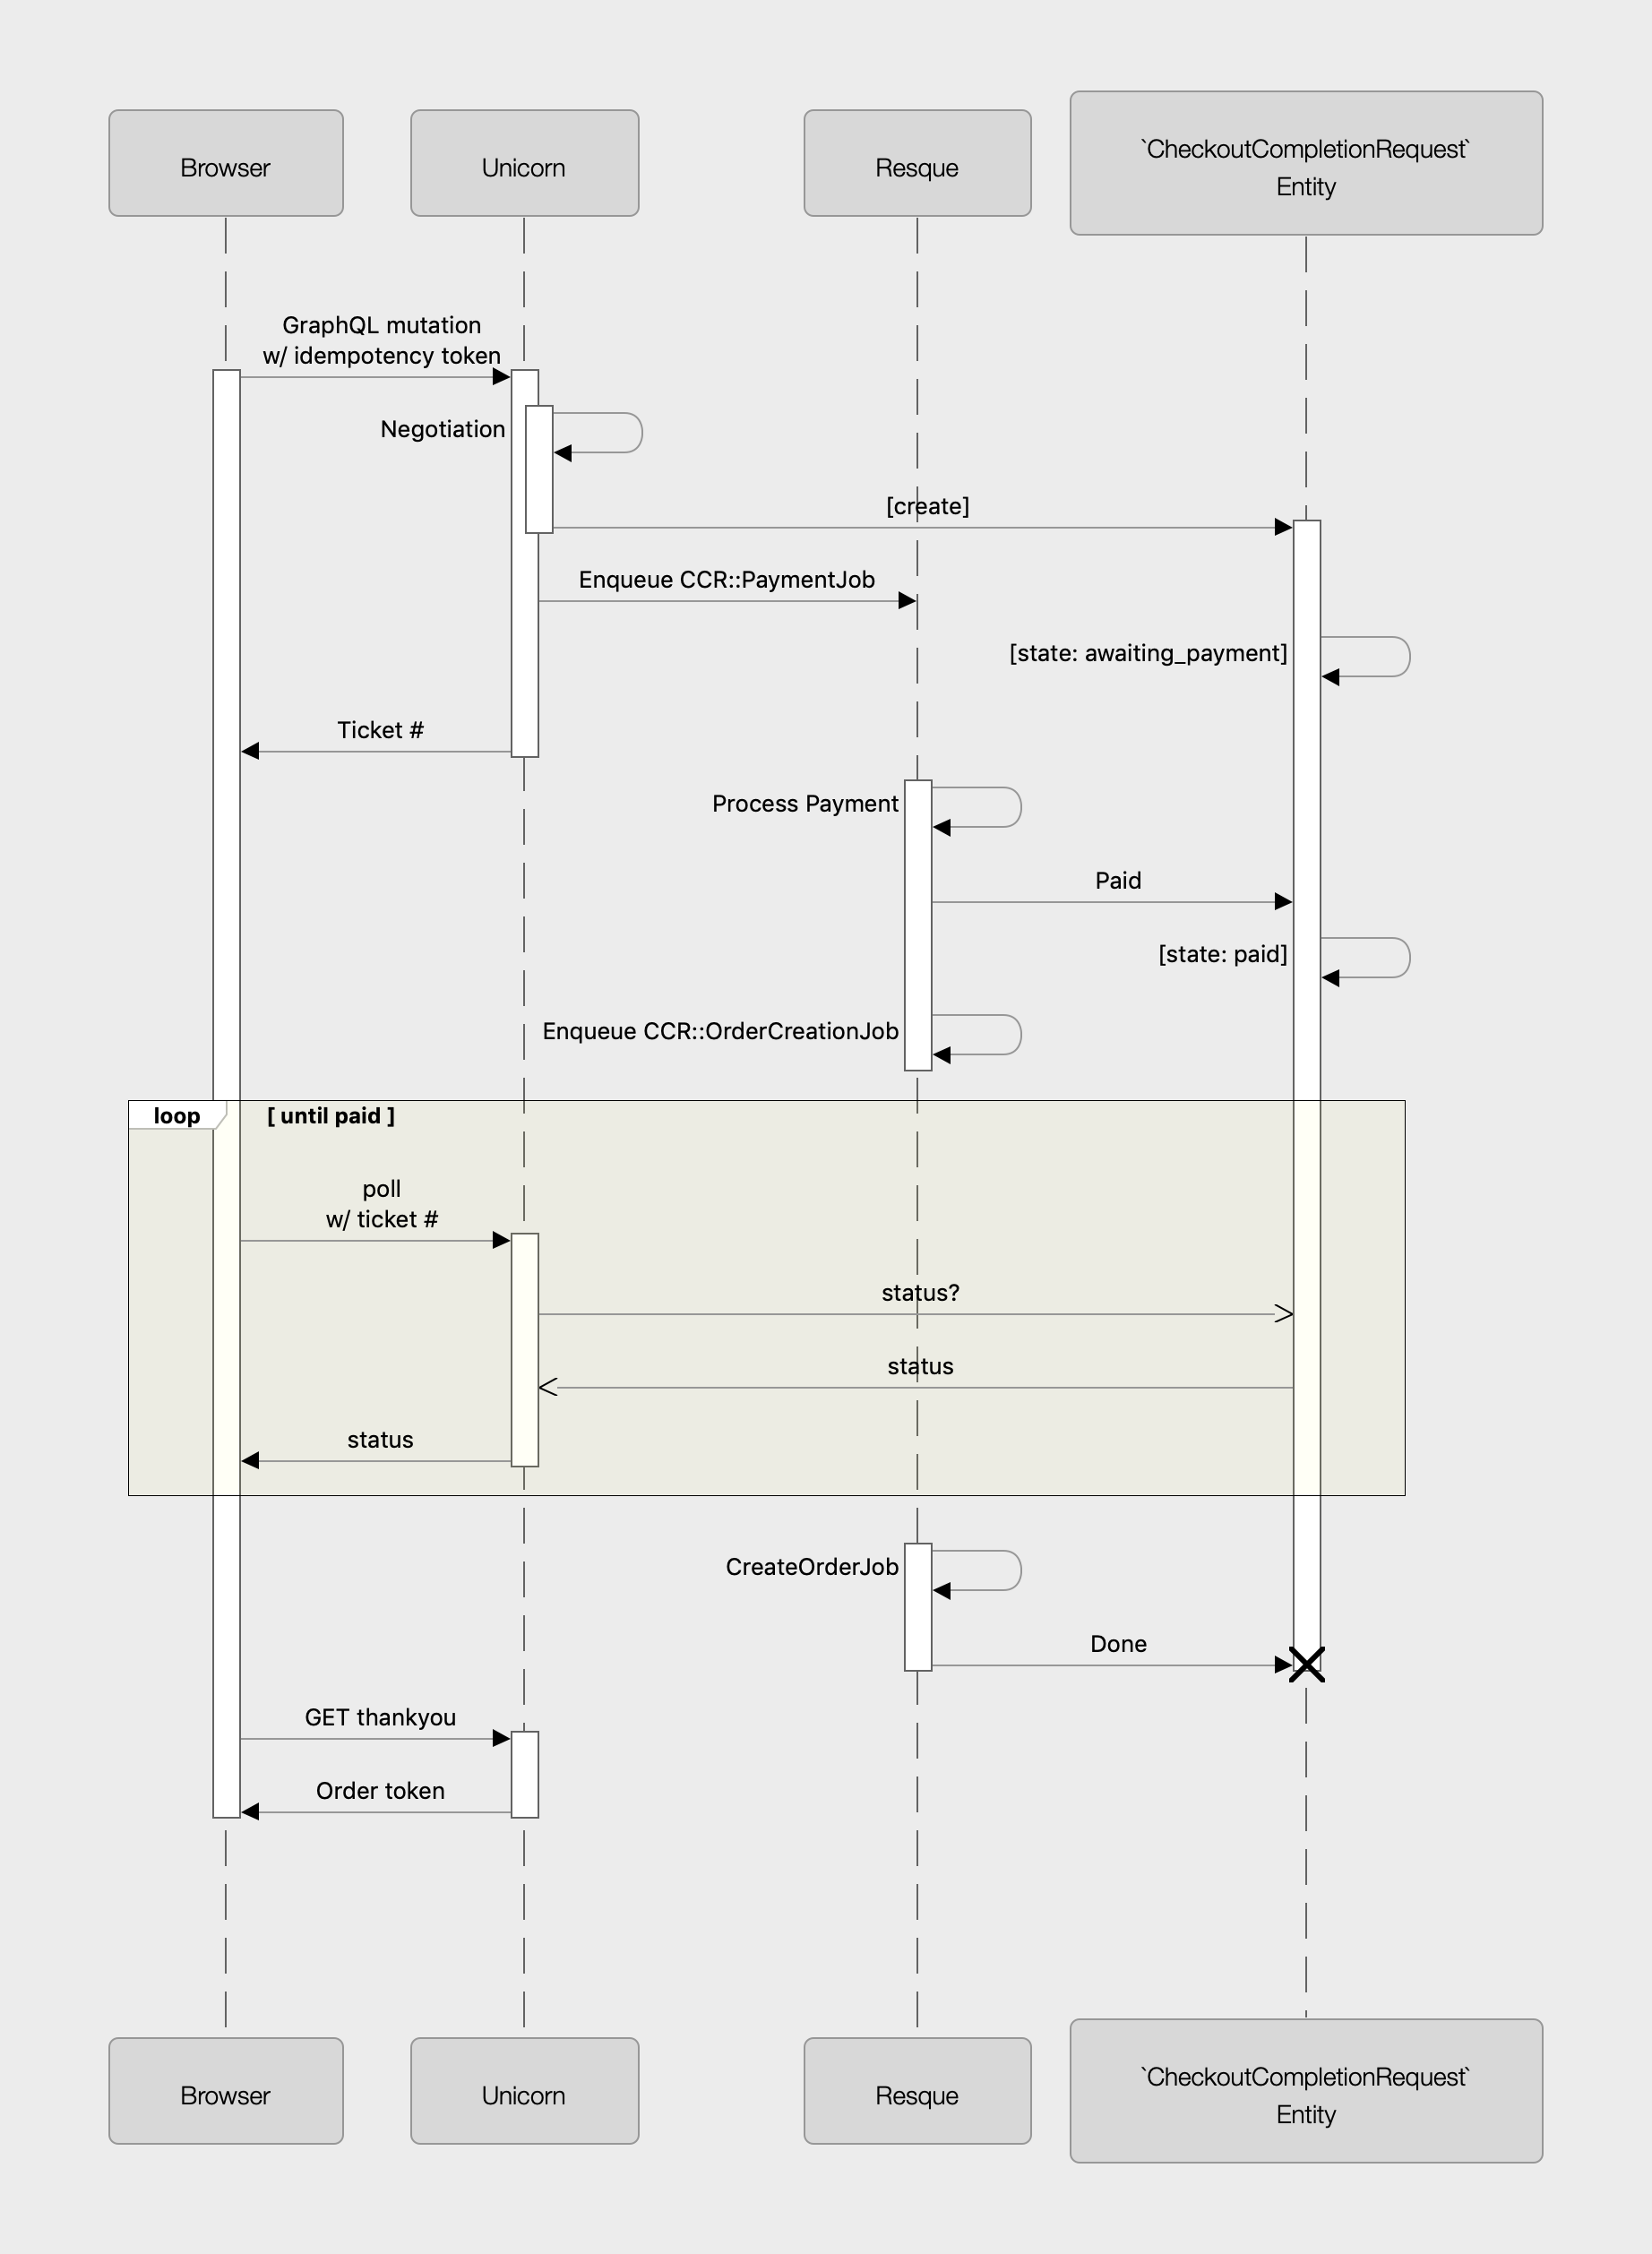 Browser
Unicorn
Resque
`CheckoutCompletionRequest`
Entity
GraphQL mutation
w/ idempotency token
Negotiation
[create]
Enqueue CCR::PaymentJob
[state: awaiting_payment]
Ticket #
Process Payment
Paid
[state: paid]
Enqueue CCR::OrderCreationJob
loop [ until paid ]
poll
w/ ticket #
status?
status
status
CreateOrderJob
Done
GET thankyou
Order token
Browser
Unicorn
Resque
`CheckoutCompletionRequest`
Entity